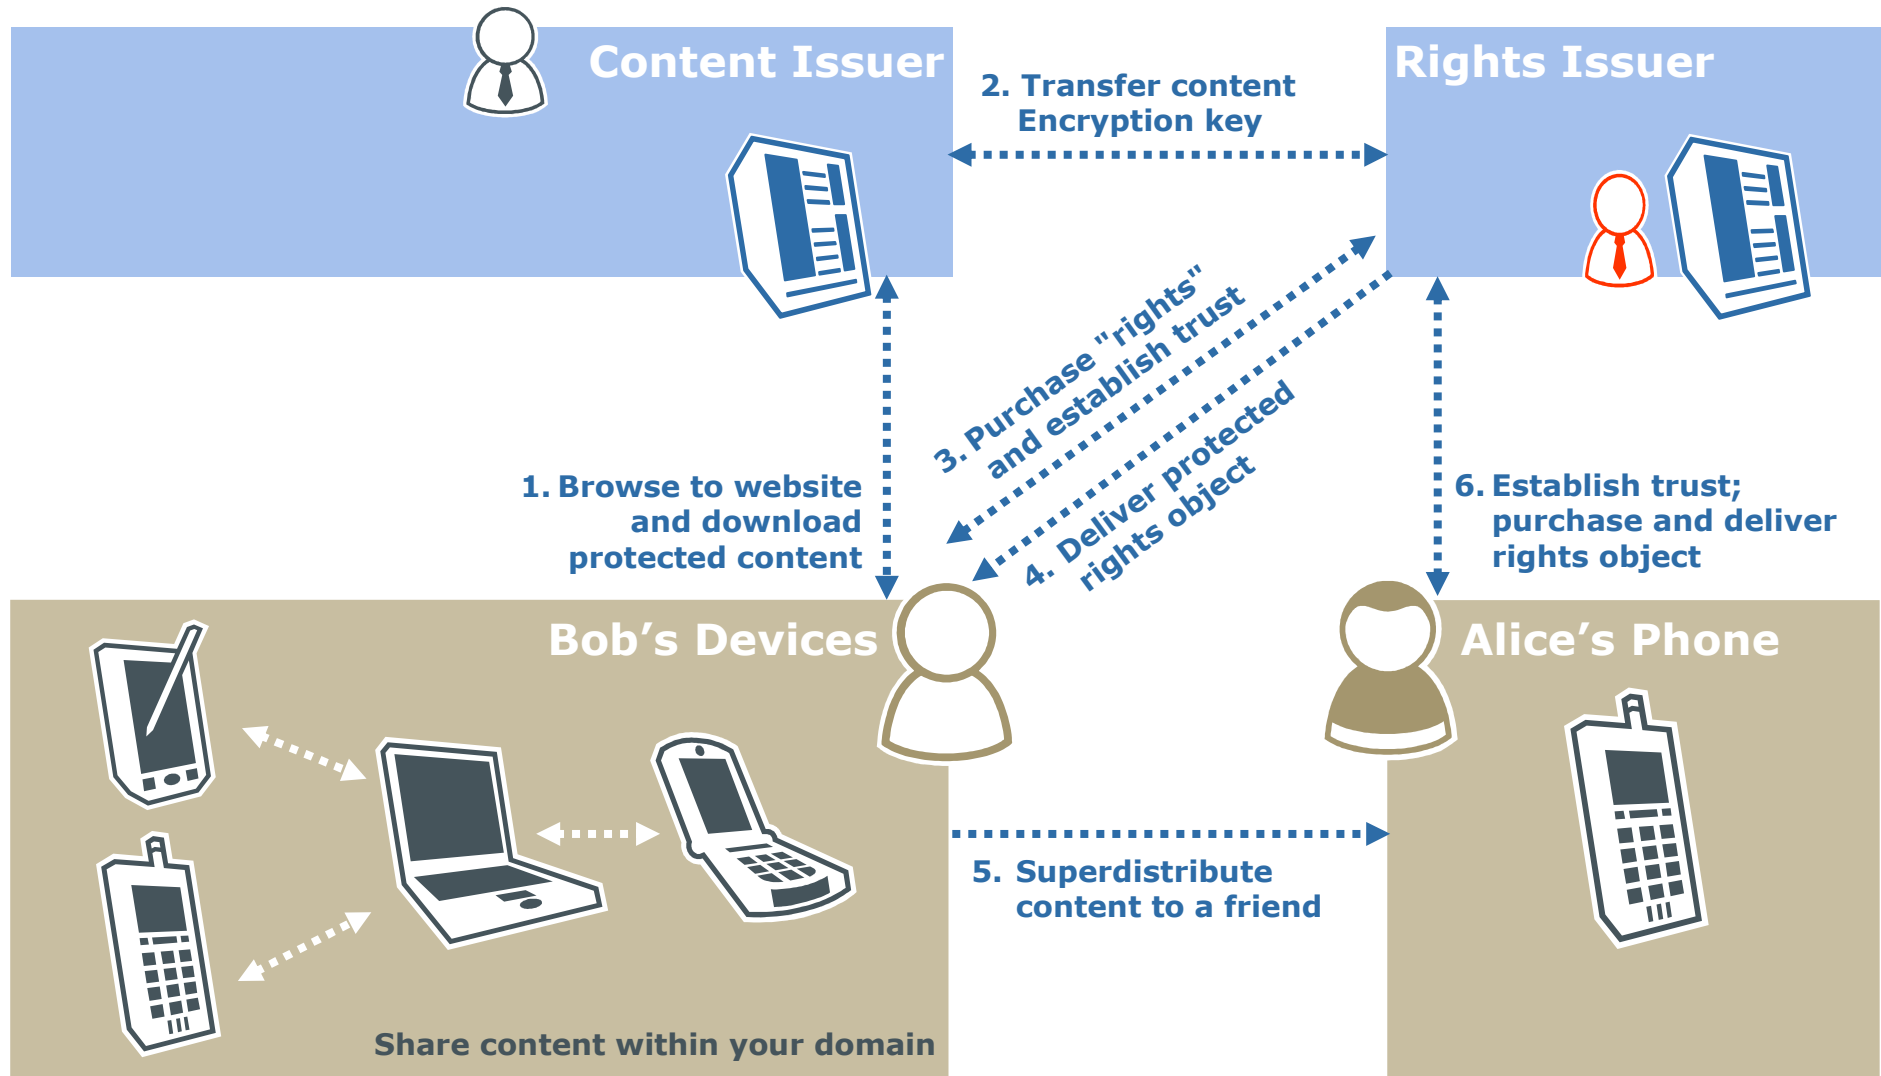 Content Issuer
Rights Issuer
2. Transfer content
Encryption key
3. Purchase "rights"
and establish trust
4. Deliver protected
rights object
1. Browse to website
and download
protected content
6. Establish trust;
purchase and deliver
rights object
Bob’s Devices
Alice’s Phone
5. Superdistribute
content to a friend
Share content within your domain